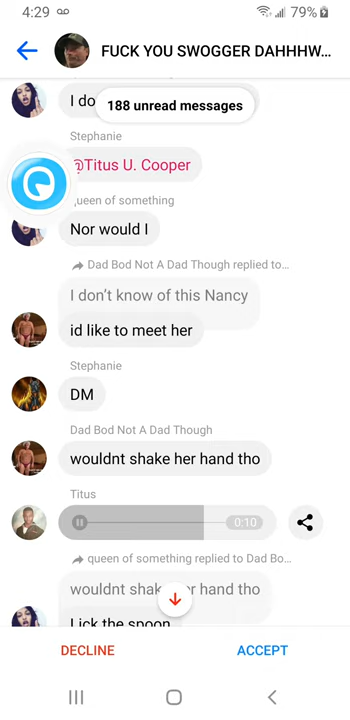 4:29
79%
FUCK YOU SWOGGER DAHHHW...
I do
188 unread messages
Stephanie
@Titus U. Cooper
queen of something
Nor would I
Dad Bod Not A Dad Though replied to...
I don't know of this Nancy
id like to meet her
Stephanie
DM
Dad Bod Not A Dad Though
wouldnt shake her hand tho
Titus
0:10
queen of something replied to Dad Bo...
wouldnt shake her hand tho
Lick the spoon
DECLINE
ACCEPT